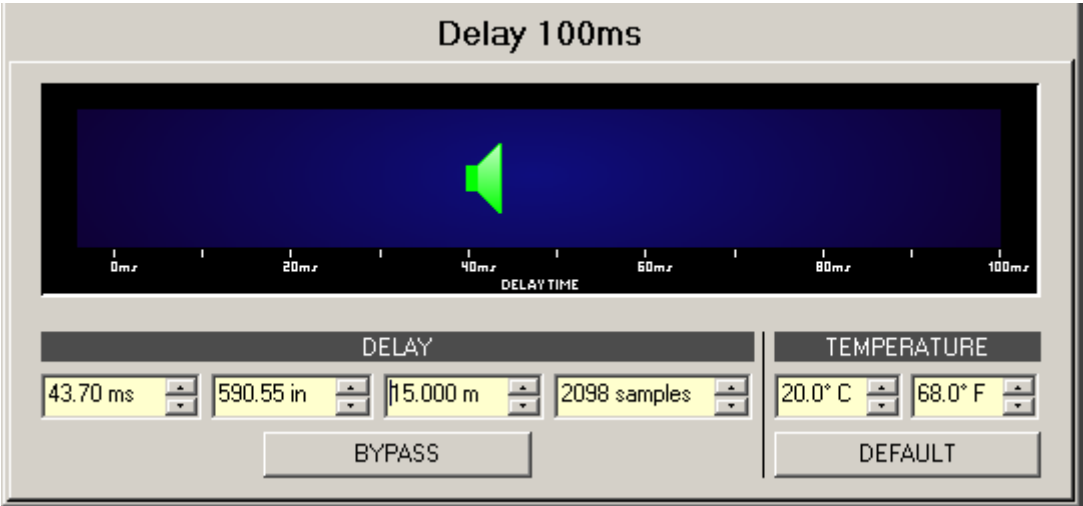 Delay 100ms
0ms 20ms 40ms 60ms 80ms 100ms
DELAY TIME
DELAY TEMPERATURE
43.70 ms 590.55 in 15.000 m 2098 samples 20.0° C 68.0° F
BYPASS DEFAULT